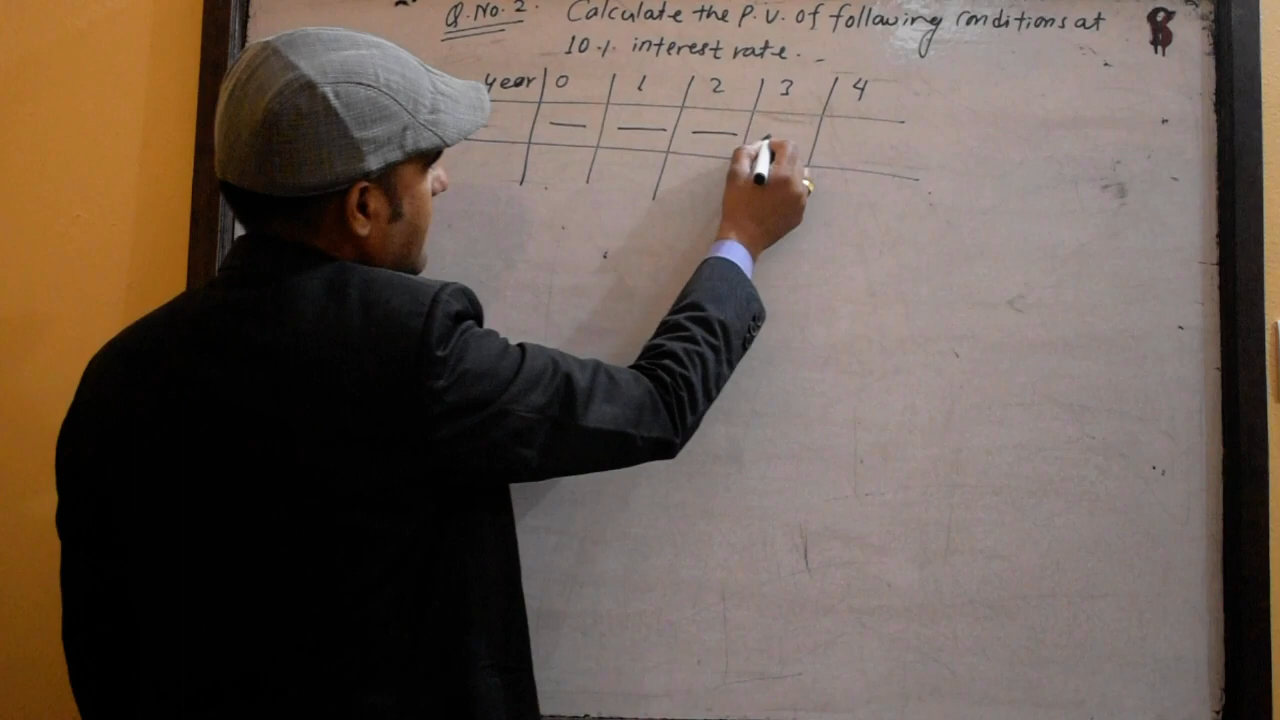 Q.No.2. Calculate the P.V. of following conditions at
10% interest rate.
year 0 1 2 3 4
— — —